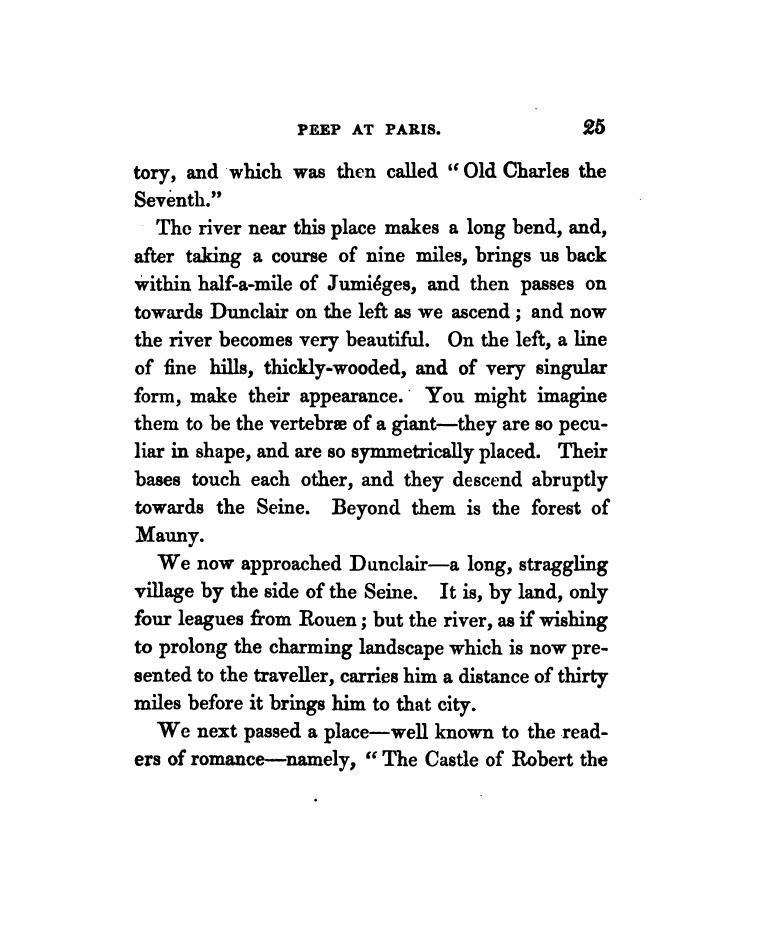 PEEP AT PARIS. 25
tory, and which was then called “Old Charles the
Seventh.”
The river near this place makes a long bend, and,
after taking a course of nine miles, brings us back
within half-a-mile of Jumiéges, and then passes on
towards Dunclair on the left as we ascend; and now
the river becomes very beautiful. On the left, a line
of fine hills, thickly-wooded, and of very singular
form, make their appearance. You might imagine
them to be the vertebræ of a giant—they are so pecu-
liar in shape, and are so symmetrically placed. Their
bases touch each other, and they descend abruptly
towards the Seine. Beyond them is the forest of
Mauny.
We now approached Dunclair—a long, straggling
village by the side of the Seine. It is, by land, only
four leagues from Rouen; but the river, as if wishing
to prolong the charming landscape which is now pre-
sented to the traveller, carries him a distance of thirty
miles before it brings him to that city.
We next passed a place—well known to the read-
ers of romance—namely, “The Castle of Robert the